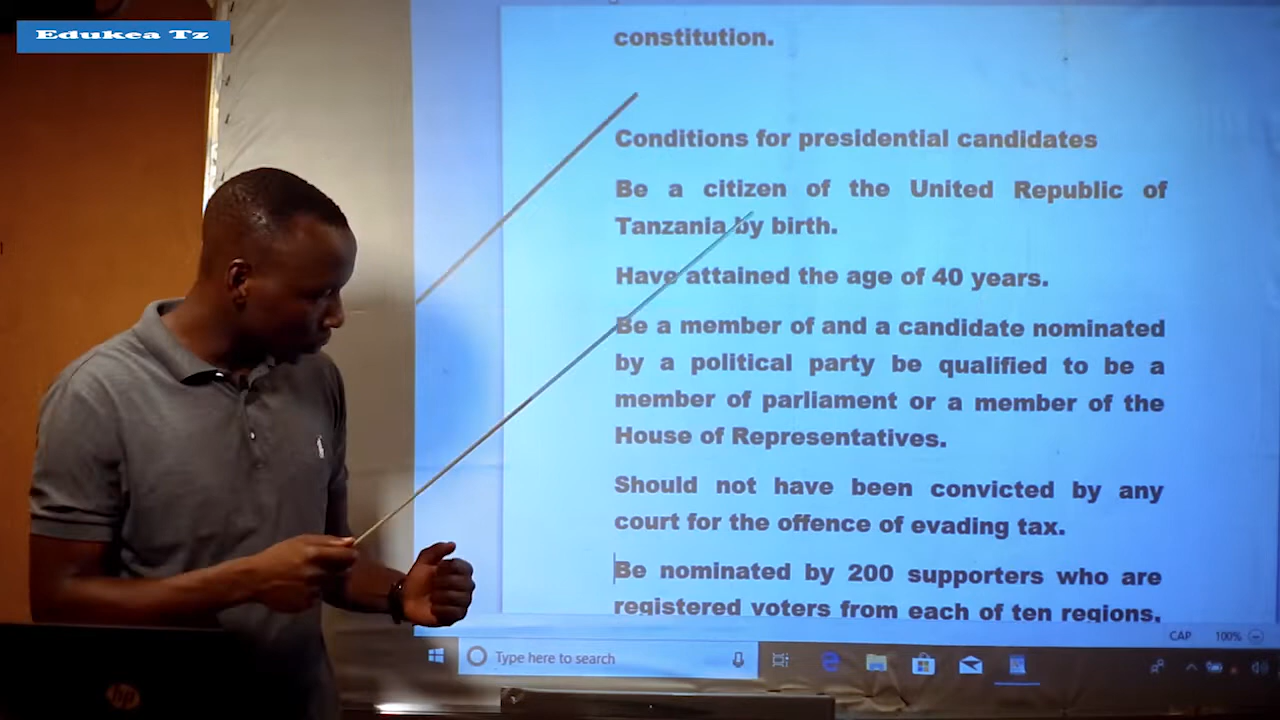 Edukea Tz
constitution.
Conditions for presidential candidates
Be a citizen of the United Republic of
Tanzania by birth.
Have attained the age of 40 years.
Be a member of and a candidate nominated
by a political party be qualified to be a
member of parliament or a member of the
House of Representatives.
Should not have been convicted by any
court for the offence of evading tax.
Be nominated by 200 supporters who are
registered voters from each of ten regions.
CAP 100%
Type here to search
hp